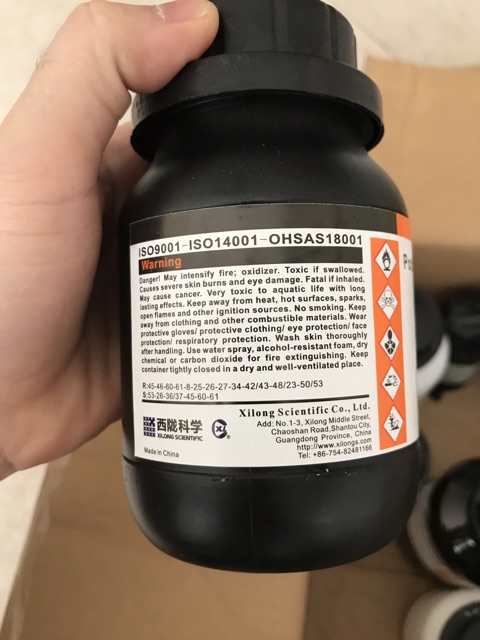 ISO9001-ISO14001-OHSAS18001
Warning
Danger! May intensify fire; oxidizer. Toxic if swallowed.
Causes severe skin burns and eye damage. Fatal if inhaled.
May cause cancer. Very toxic to aquatic life with long
lasting effects. Keep away from heat, hot surfaces, sparks,
open flames and other ignition sources. No smoking. Keep
away from clothing and other combustible materials. Wear
protective gloves/ protective clothing/ eye protection/ face
protection/ respiratory protection. Wash skin thoroughly
after handling. Use water spray, alcohol-resistant foam, dry
chemical or carbon dioxide for fire extinguishing. Keep
container tightly closed in a dry and well-ventilated place.
R:45-46-60-61-8-25-26-27-34-42/43-48/23-50/53
S:53-26-36/37-45-60-61
西陇科学
XILONG SCIENTIFIC
XL
®
Made in China
Xilong Scientific Co., Ltd.
Add: No.1-3, Xilong Middle Street,
Chaoshan Road,Shantou City,
Guangdong Province, China
http://www.xilongs.com
Tel: +86-754-82481166